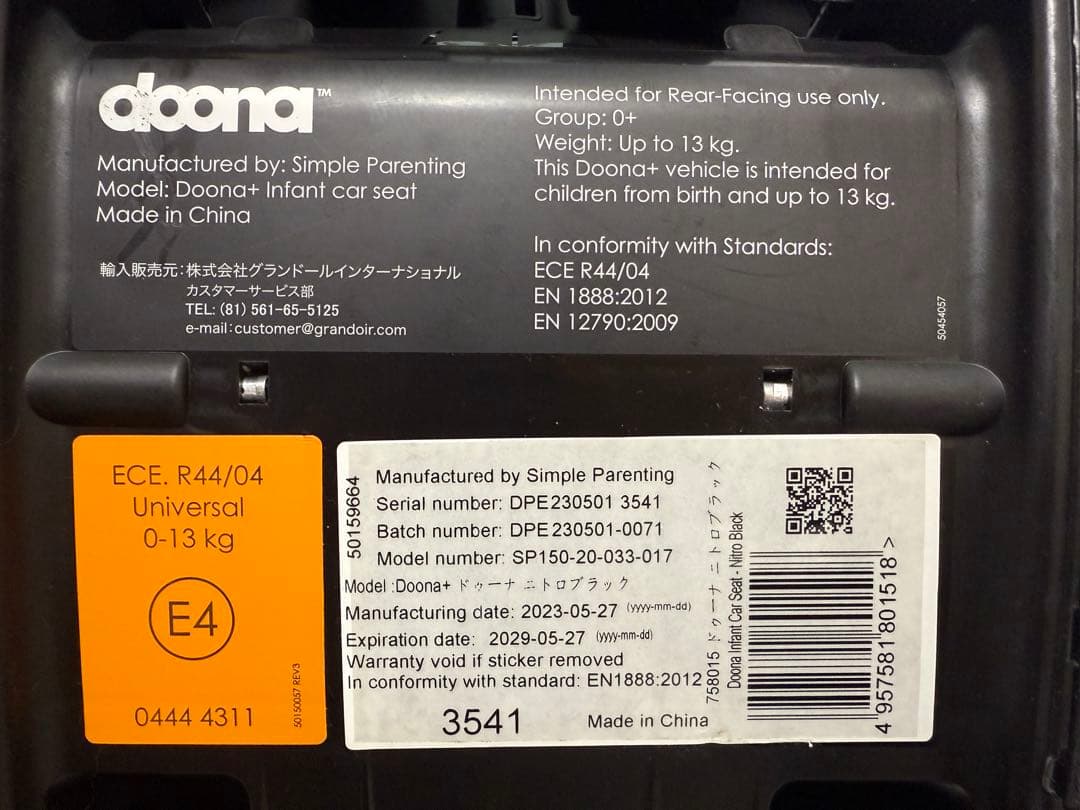 doona™
Manufactured by: Simple Parenting
Model: Doona+ Infant car seat
Made in China
輸入販売元：株式会社グランドールインターナショナル
カスタマーサービス部
TEL: (81) 561-65-5125
e-mail:customer@grandoir.com
Intended for Rear-Facing use only.
Group: 0+
Weight: Up to 13 kg.
This Doona+ vehicle is intended for
children from birth and up to 13 kg.
In conformity with Standards:
ECE R44/04
EN 1888:2012
EN 12790:2009
50454057
ECE. R44/04
Universal
0-13 kg
E4
0444 4311
50150057 REV3
50159664
Manufactured by Simple Parenting
Serial number: DPE230501 3541
Batch number: DPE230501-0071
Model number: SP150-20-033-017
Model :Doona+ ドゥーナ ニトロブラック
Manufacturing date: 2023-05-27 (yyyy-mm-dd)
Expiration date: 2029-05-27 (yyyy-mm-dd)
Warranty void if sticker removed
In conformity with standard: EN1888:2012
3541 Made in China
758015 ドゥーナ ニトロブラック
Doona Infant Car Seat - Nitro Black
4 957581 801518 >